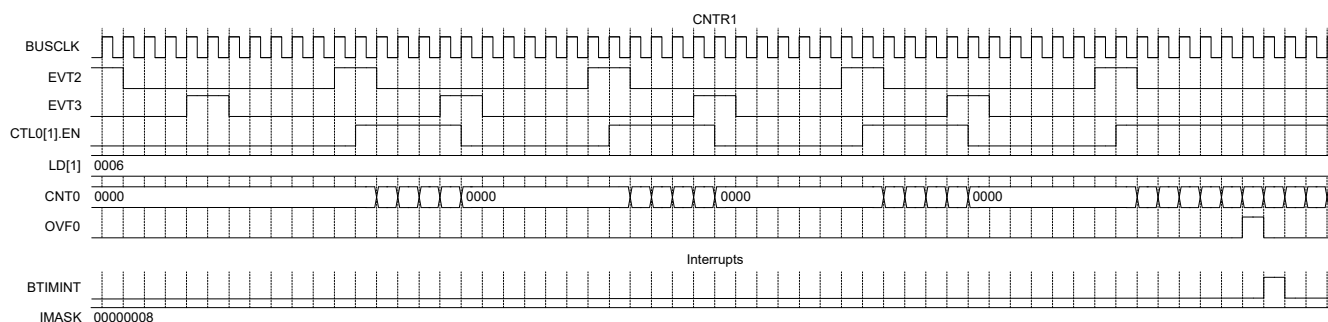 CNTR1
BUSCLK
EVT2
EVT3
CTL0[1].EN
LD[1] 0006
CNT0 0000 0000 0000 0000
OVF0
Interrupts
BTIMINT
IMASK 00000008